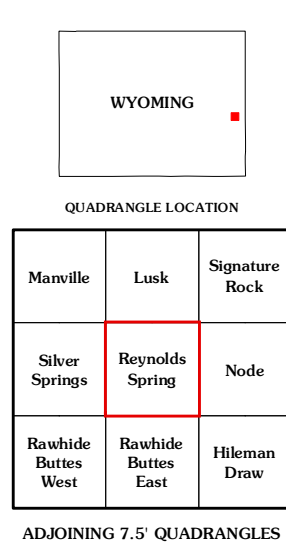 WYOMING
QUADRANGLE LOCATION
Manville
Lusk
Signature
Rock
Silver
Springs
Reynolds
Spring
Node
Rawhide
Buttes
West
Rawhide
Buttes
East
Hileman
Draw
ADJOINING 7.5' QUADRANGLES